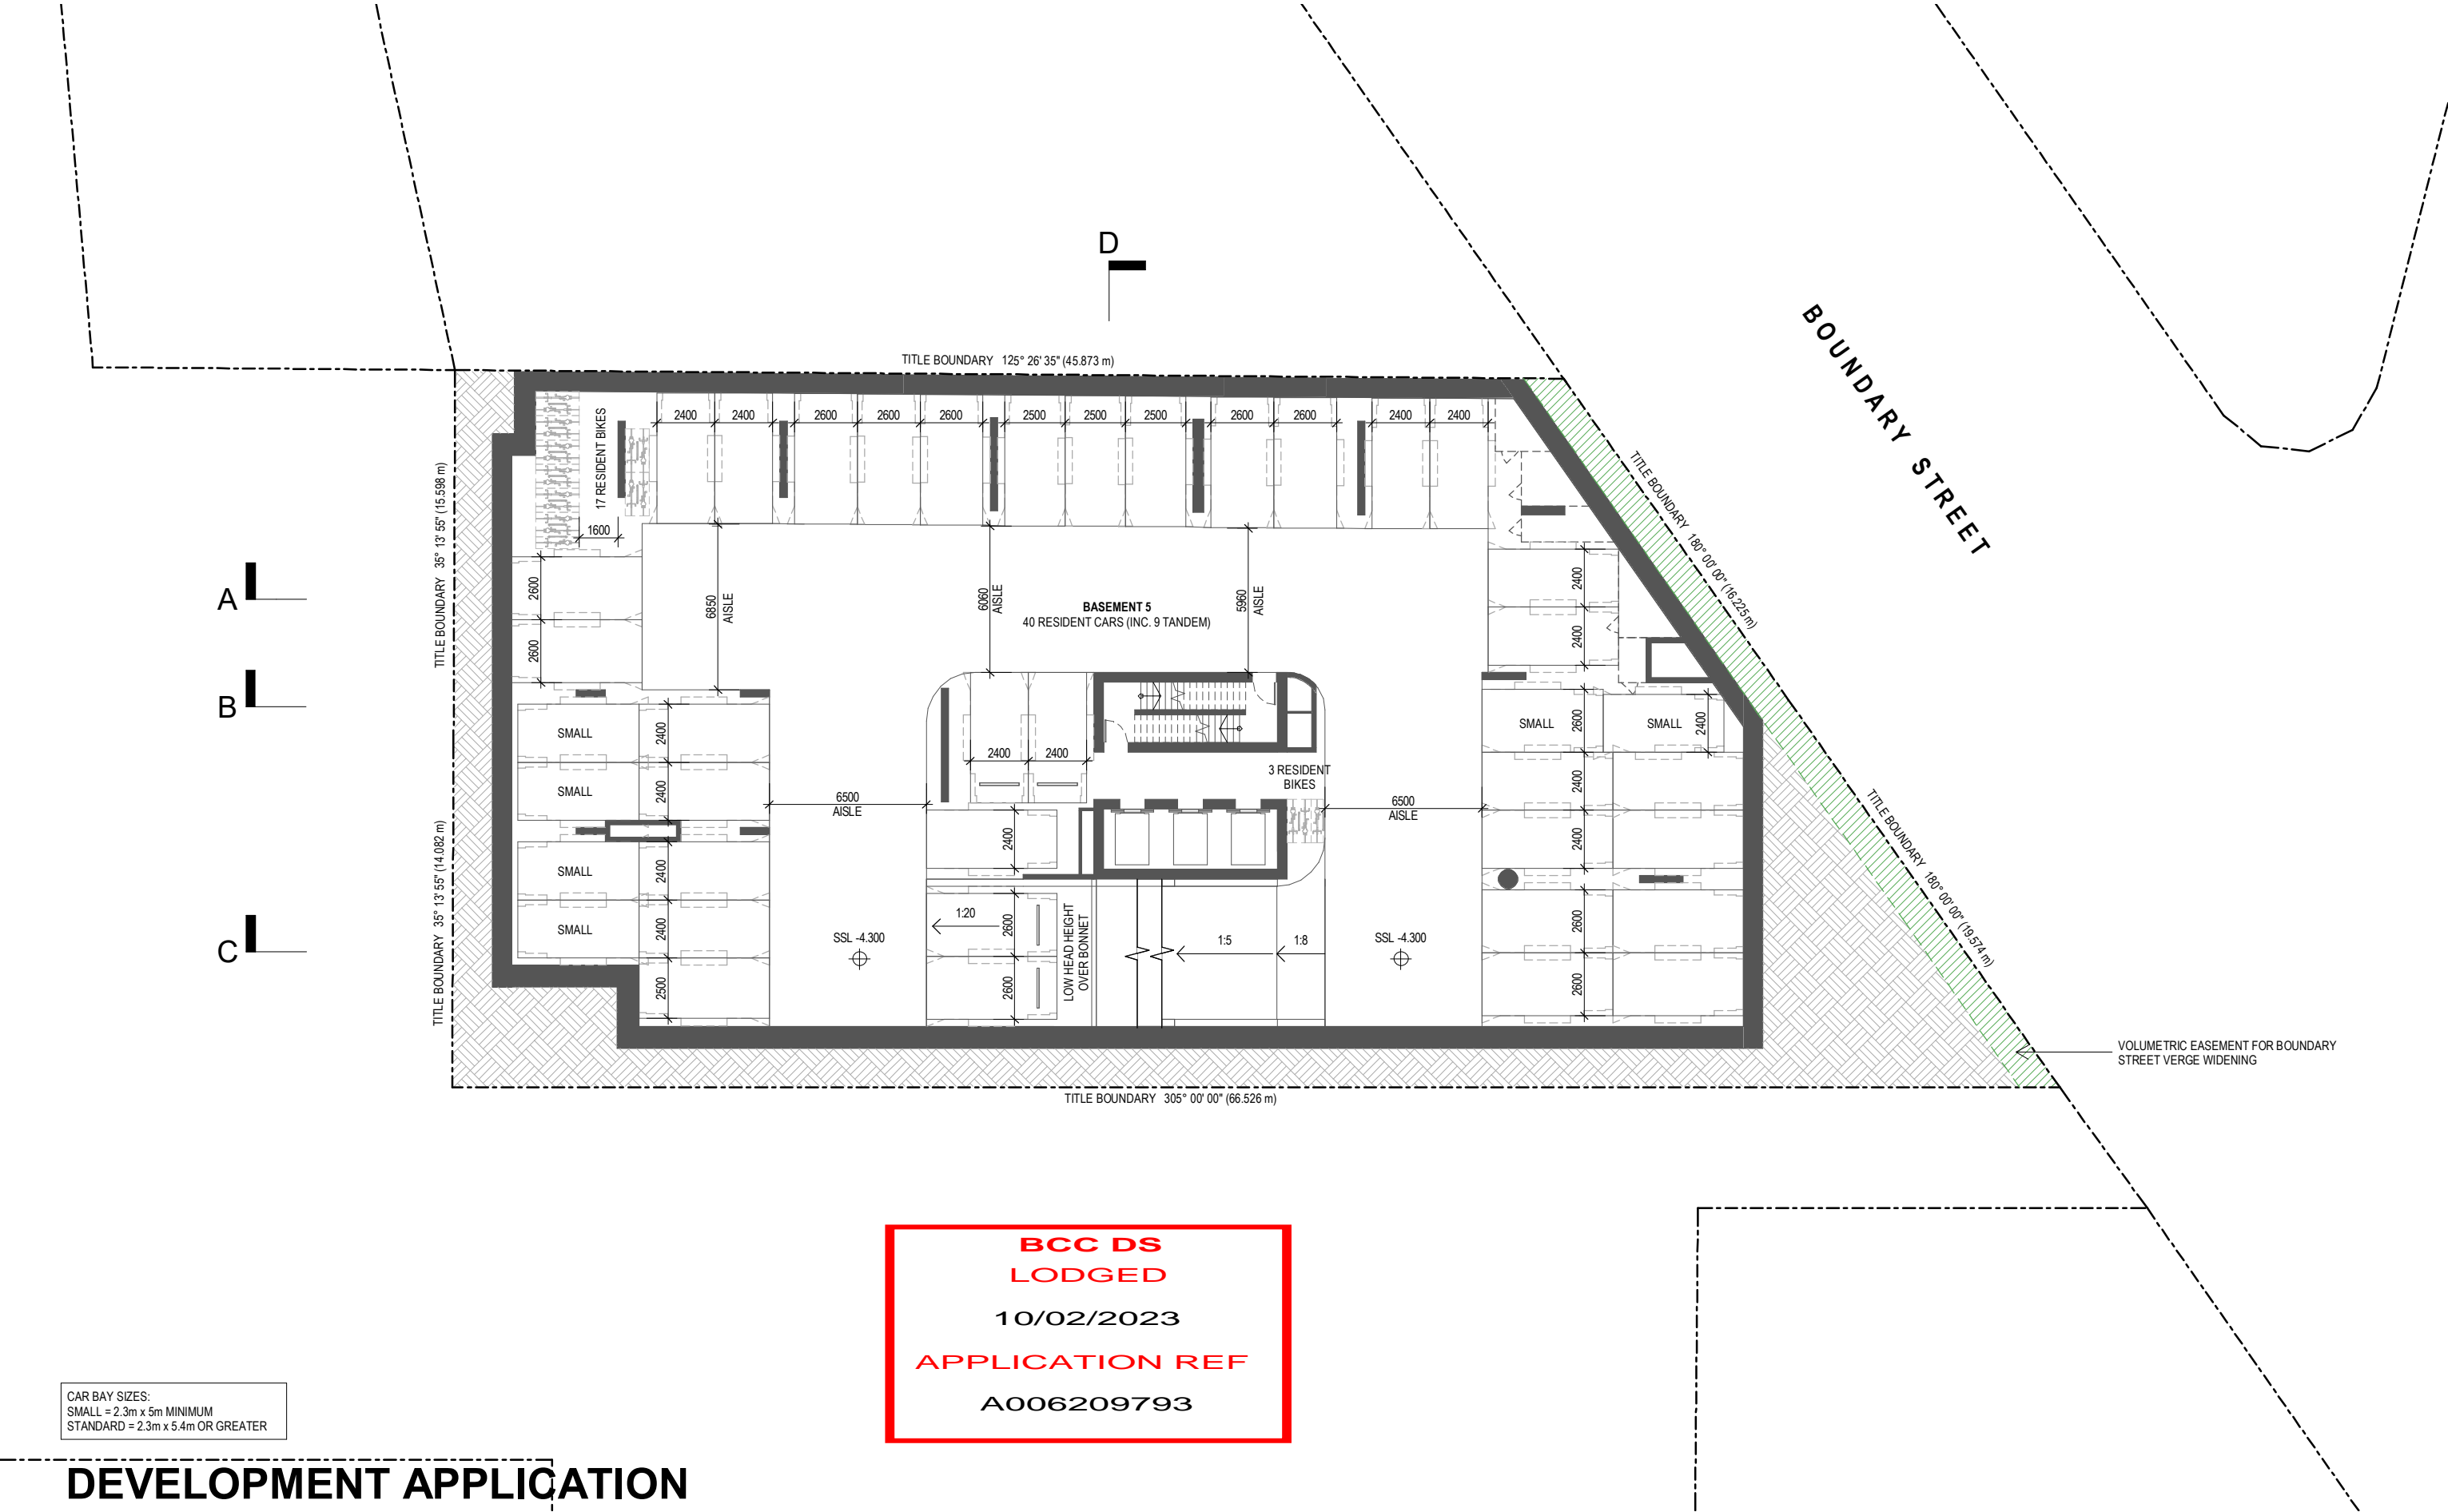 D
TITLE BOUNDARY 125° 26' 35" (45.873 m)
BOUNDARY STREET
17 RESIDENT BIKES
2400
2400
2600
2600
2600
2500
2500
2500
2600
2600
2400
2400
1600
TITLE BOUNDARY 35° 13' 55" (15.598 m)
TITLE BOUNDARY 180° 00' 00" (16.225m)
A
2600
2600
6850
AISLE
6060
AISLE
BASEMENT 5
40 RESIDENT CARS (INC. 9 TANDEM)
5960
AISLE
2400
2400
B
SMALL
2400
SMALL
2400
2400
2400
SMALL
2600
SMALL
2400
3 RESIDENT
BIKES
6500
AISLE
6500
AISLE
2400
2400
2400
TITLE BOUNDARY 35° 13' 55" (14.082 m)
SMALL
2400
SMALL
2400
2500
C
SSL -4.300
1:20
2600
2600
LOW HEAD HEIGHT
OVER BONNET
1:5
1:8
SSL -4.300
2600
2600
TITLE BOUNDARY 180° 00' 00" (19.574 m)
VOLUMETRIC EASEMENT FOR BOUNDARY
STREET VERGE WIDENING
TITLE BOUNDARY 305° 00' 00" (66.526 m)
BCC DS
LODGED
10/02/2023
APPLICATION REF
A006209793
CAR BAY SIZES:
SMALL = 2.3m x 5m MINIMUM
STANDARD = 2.3m x 5.4m OR GREATER
DEVELOPMENT APPLICATION